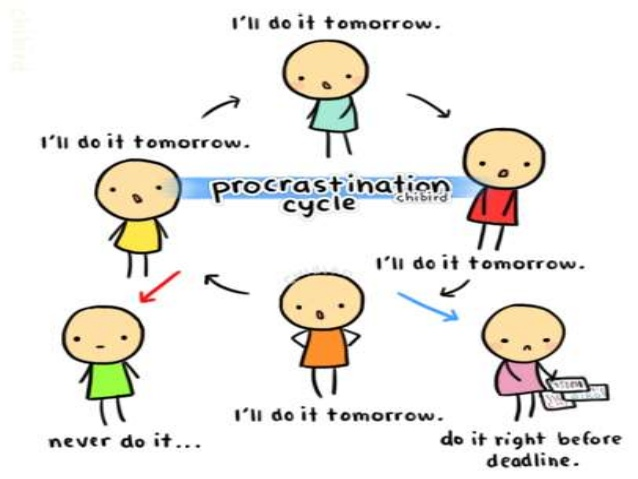 I'll do it tomorrow.
I'll do it tomorrow.
procrastination
cycle
chibird
I'll do it tomorrow.
I'll do it tomorrow.
never do it...
do it right before
deadline.